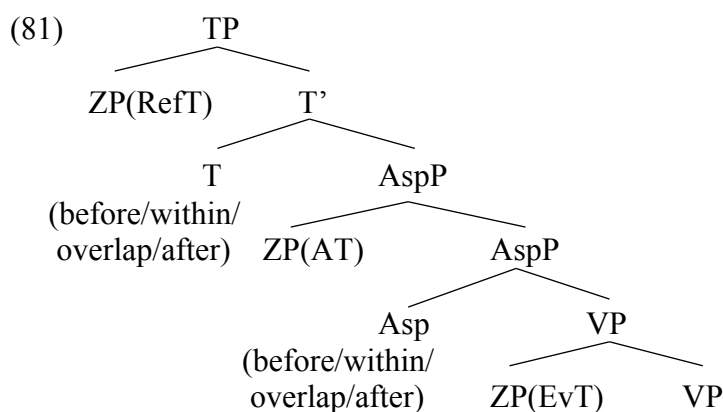 (81) TP
ZP(RefT) T’
T AspP
(before/within/
overlap/after) ZP(AT) AspP
Asp VP
(before/within/
overlap/after) ZP(EvT) VP